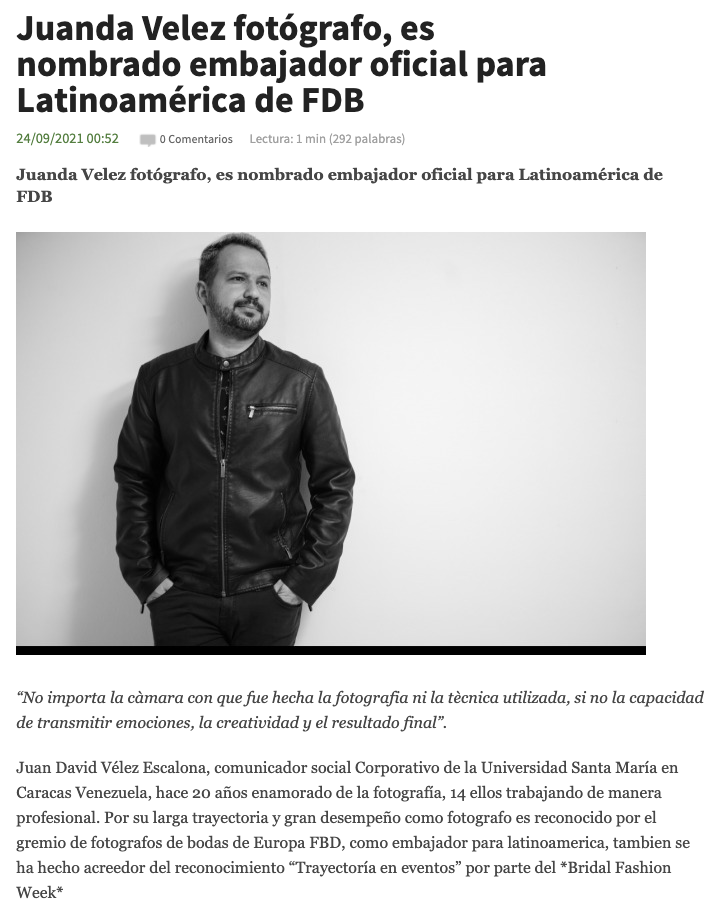 Juanda Velez fotógrafo, es
nombrado embajador oficial para
Latinoamérica de FDB
24/09/2021 00:52 0 Comentarios Lectura: 1 min (292 palabras)
Juanda Velez fotógrafo, es nombrado embajador oficial para Latinoamérica de
FDB
“No importa la càmara con que fue hecha la fotografia ni la tècnica utilizada, si no la capacidad
de transmitir emociones, la creatividad y el resultado final”.
Juan David Vélez Escalona, comunicador social Corporativo de la Universidad Santa María en
Caracas Venezuela, hace 20 años enamorado de la fotografía, 14 ellos trabajando de manera
profesional. Por su larga trayectoria y gran desempeño como fotografo es reconocido por el
gremio de fotografos de bodas de Europa FBD, como embajador para latinoamerica, tambien se
ha hecho acreedor del reconocimiento “Trayectoría en eventos” por parte del *Bridal Fashion
Week*